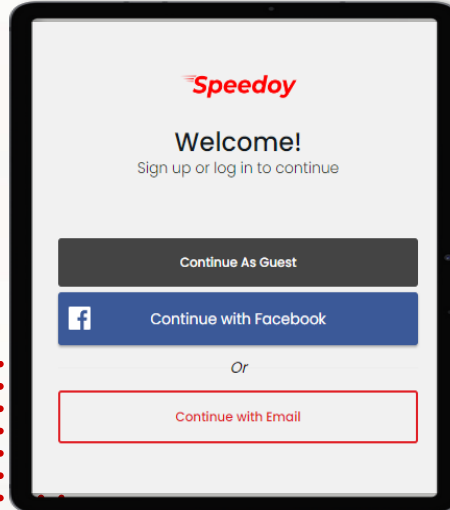 Speedoy
Welcome!
Sign up or log in to continue
Continue As Guest
f
Continue with Facebook
Or
Continue with Email